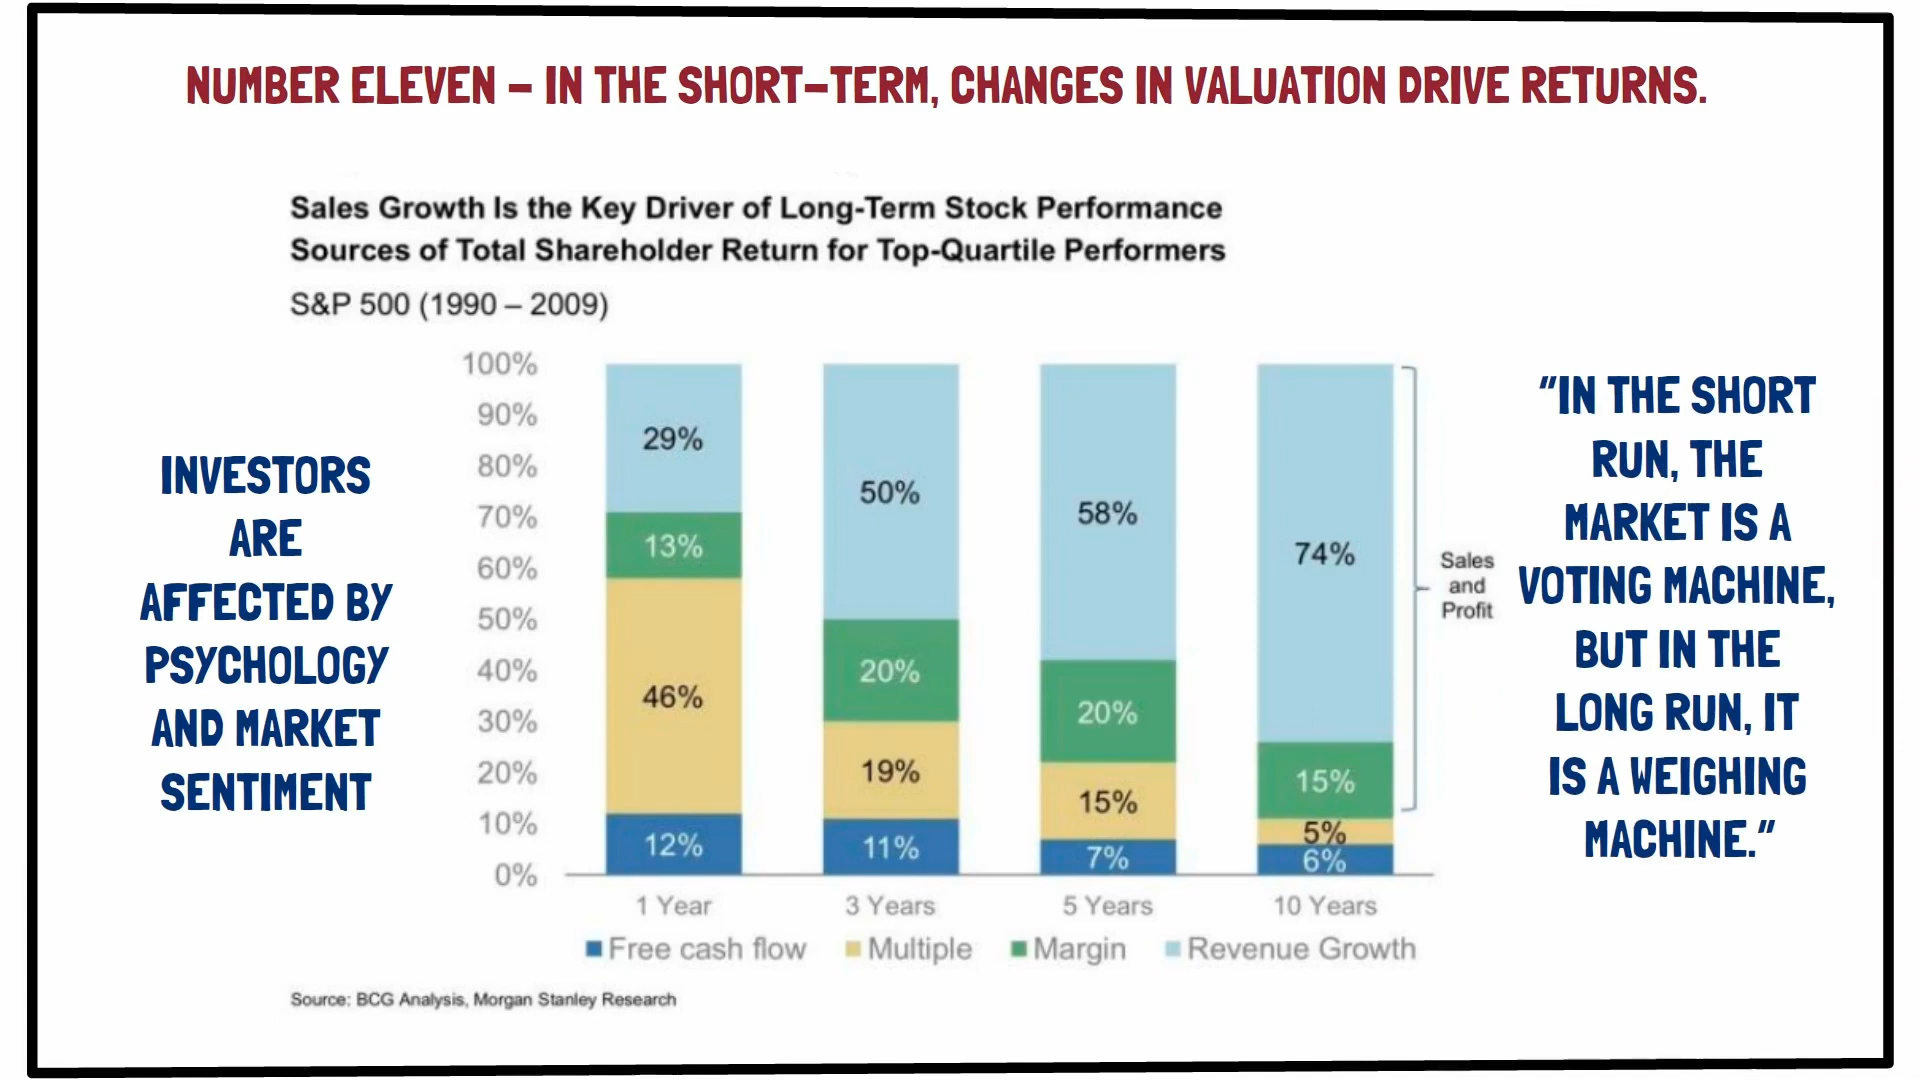 NUMBER ELEVEN – IN THE SHORT-TERM, CHANGES IN VALUATION DRIVE RETURNS.
Sales Growth Is the Key Driver of Long-Term Stock Performance
Sources of Total Shareholder Return for Top-Quartile Performers
S&P 500 (1990 – 2009)
INVESTORS
ARE
AFFECTED BY
PSYCHOLOGY
AND MARKET
SENTIMENT
100%
90%
80%
70%
60%
50%
40%
30%
20%
10%
0%
29%
13%
46%
12%
50%
20%
19%
11%
58%
20%
15%
7%
74%
15%
5%
6%
1 Year
3 Years
5 Years
10 Years
Sales
and
Profit
Free cash flow
Multiple
Margin
Revenue Growth
Source: BCG Analysis, Morgan Stanley Research
"IN THE SHORT
RUN, THE
MARKET IS A
VOTING MACHINE,
BUT IN THE
LONG RUN, IT
IS A WEIGHING
MACHINE."